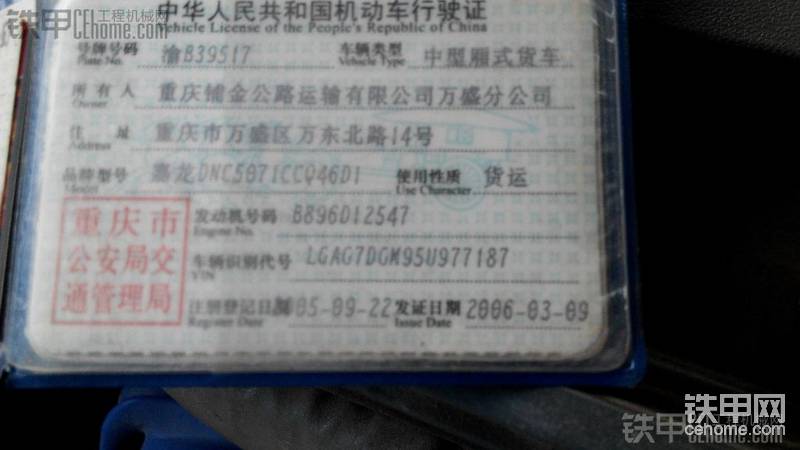 铁甲工程机械网
CEhome.com
中华人民共和国机动车行驶证
Vehicle License of the People's Republic of China
号牌号码 渝B39517 车辆类型 中型厢式货车
Plate No. Vehicle Type
所有人 重庆铺金公路运输有限公司万盛分公司
Owner
住址 重庆市万盛区万东北路14号
Address
品牌型号 嘉龙DNC5071CCQ46D1 使用性质 货运
Model Use Character
重庆市
公安局交
通管理局
发动机号码 B896D12547
Engine No.
车辆识别代号 LGAG7DGM95U977187
VIN
注册登记日期 05-09-22 发证日期 2006-03-09
Register Date Issue Date
铁甲网
cehome.com